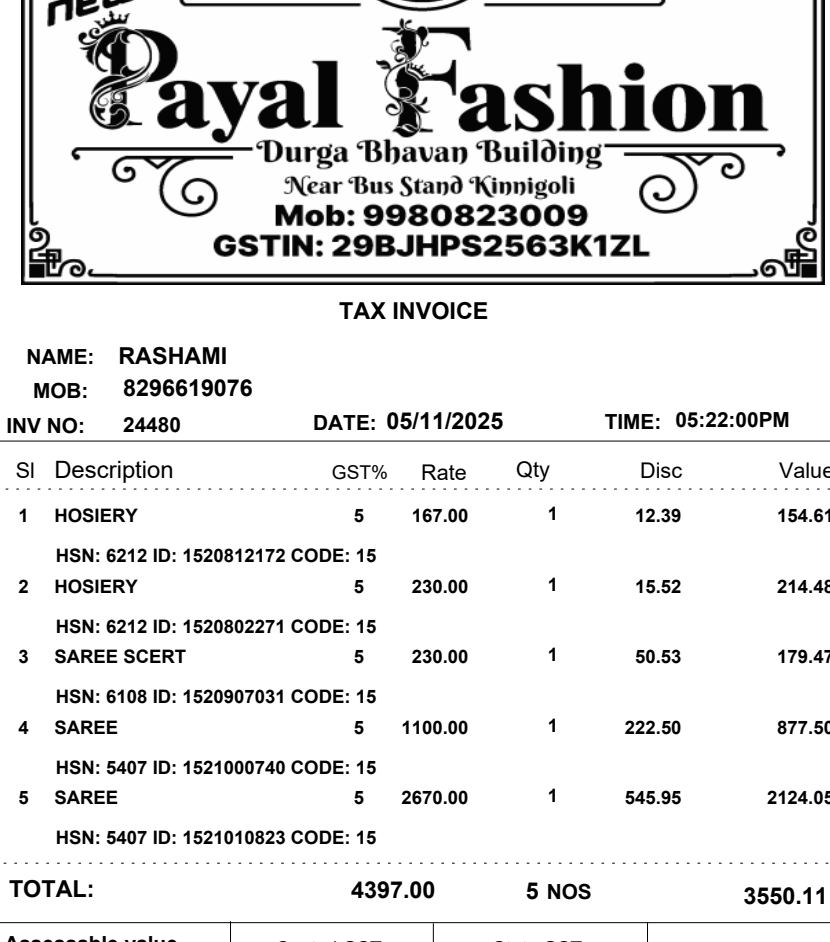 new
Payal Fashion
Durga Bhavan Building
Near Bus Stand Kinnigoli
Mob: 9980823009
GSTIN: 29BJHPS2563K1ZL
TAX INVOICE
NAME: RASHAMI
MOB: 8296619076
INV NO: 24480 DATE: 05/11/2025 TIME: 05:22:00PM
Sl Description GST% Rate Qty Disc Value
1 HOSIERY 5 167.00 1 12.39 154.61
HSN: 6212 ID: 1520812172 CODE: 15
2 HOSIERY 5 230.00 1 15.52 214.48
HSN: 6212 ID: 1520802271 CODE: 15
3 SAREE SCERT 5 230.00 1 50.53 179.47
HSN: 6108 ID: 1520907031 CODE: 15
4 SAREE 5 1100.00 1 222.50 877.50
HSN: 5407 ID: 1521000740 CODE: 15
5 SAREE 5 2670.00 1 545.95 2124.05
HSN: 5407 ID: 1521010823 CODE: 15
TOTAL: 4397.00 5 NOS 3550.11